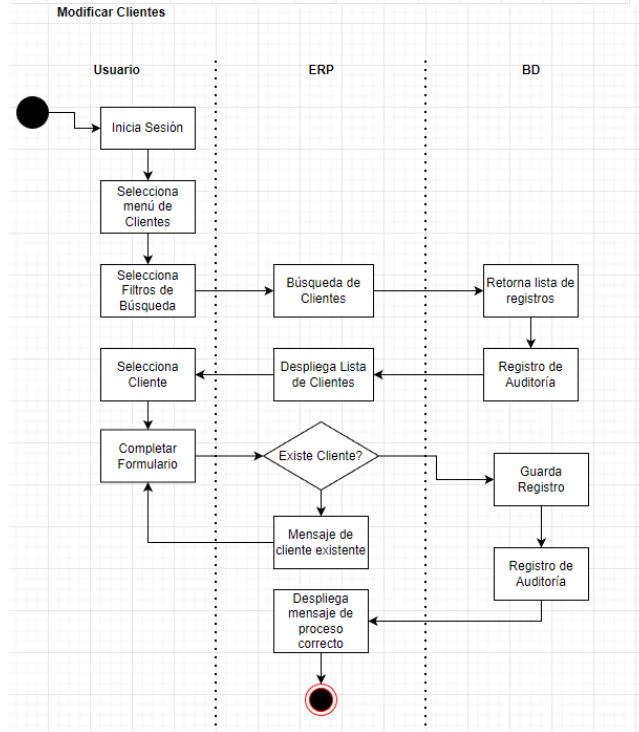 Modificar Clientes
Usuario
ERP
BD
Inicia Sesión
Selecciona
menú de
Clientes
Selecciona
Filtros de
Búsqueda
Búsqueda de
Clientes
Retorna lista de
registros
Selecciona
Cliente
Despliega Lista
de Clientes
Registro de
Auditoría
Completar
Formulario
Existe Cliente?
Guarda
Registro
Mensaje de
cliente existente
Registro de
Auditoría
Despliega
mensaje de
proceso
correcto